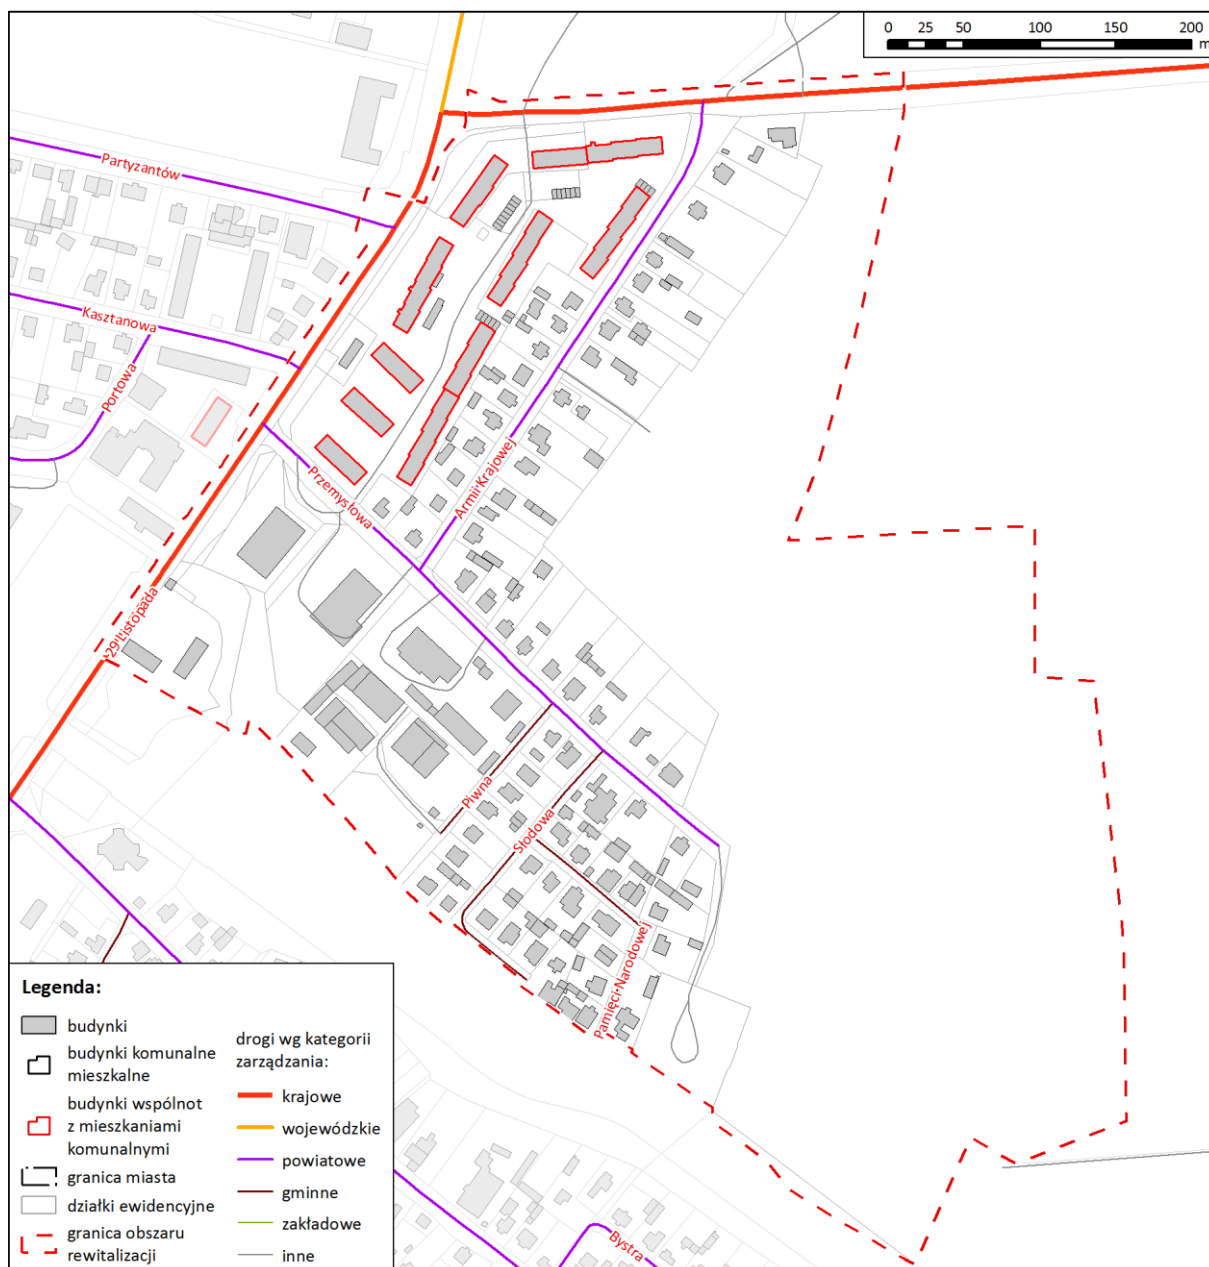 0 25 50 100 150 200
m
Partyzantów
Kasztanowa
Portowa
Przemysłowa
Armii Krajowej
29 Listopada
Piwna
Słodowa
Pamięci Narodowej
Bystra
Legenda:
budynki
budynki komunalne
mieszkalne
budynki wspólnot
z mieszkaniami
komunalnymi
granica miasta
działki ewidencyjne
granica obszaru
rewitalizacji
drogi wg kategorii
zarządzania:
krajowe
wojewódzkie
powiatowe
gminne
zakładowe
inne